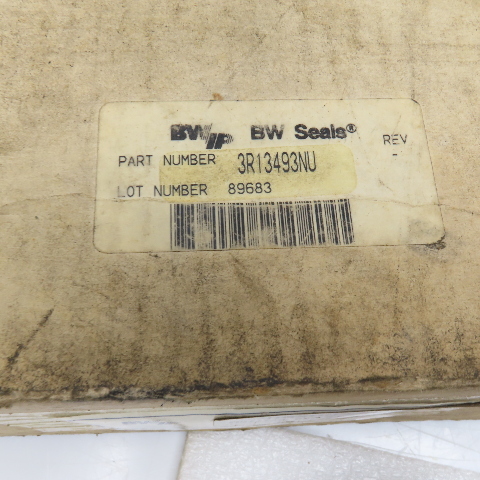 BW/IP BW Seals®
REV
PART NUMBER 3R13493NU -
LOT NUMBER 89683